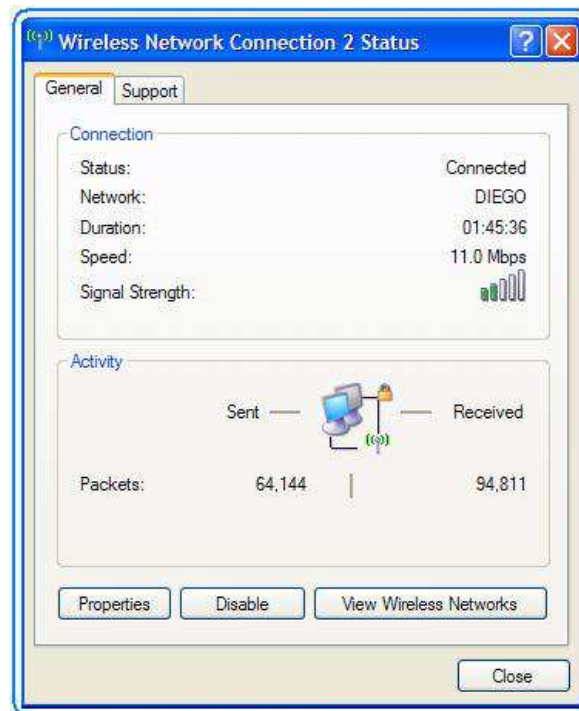 Wireless Network Connection 2 Status
General Support
Connection
Status: Connected
Network: DIEGO
Duration: 01:45:36
Speed: 11.0 Mbps
Signal Strength:
Activity
Sent Received
Packets: 64,144 94,811
Properties Disable View Wireless Networks
Close